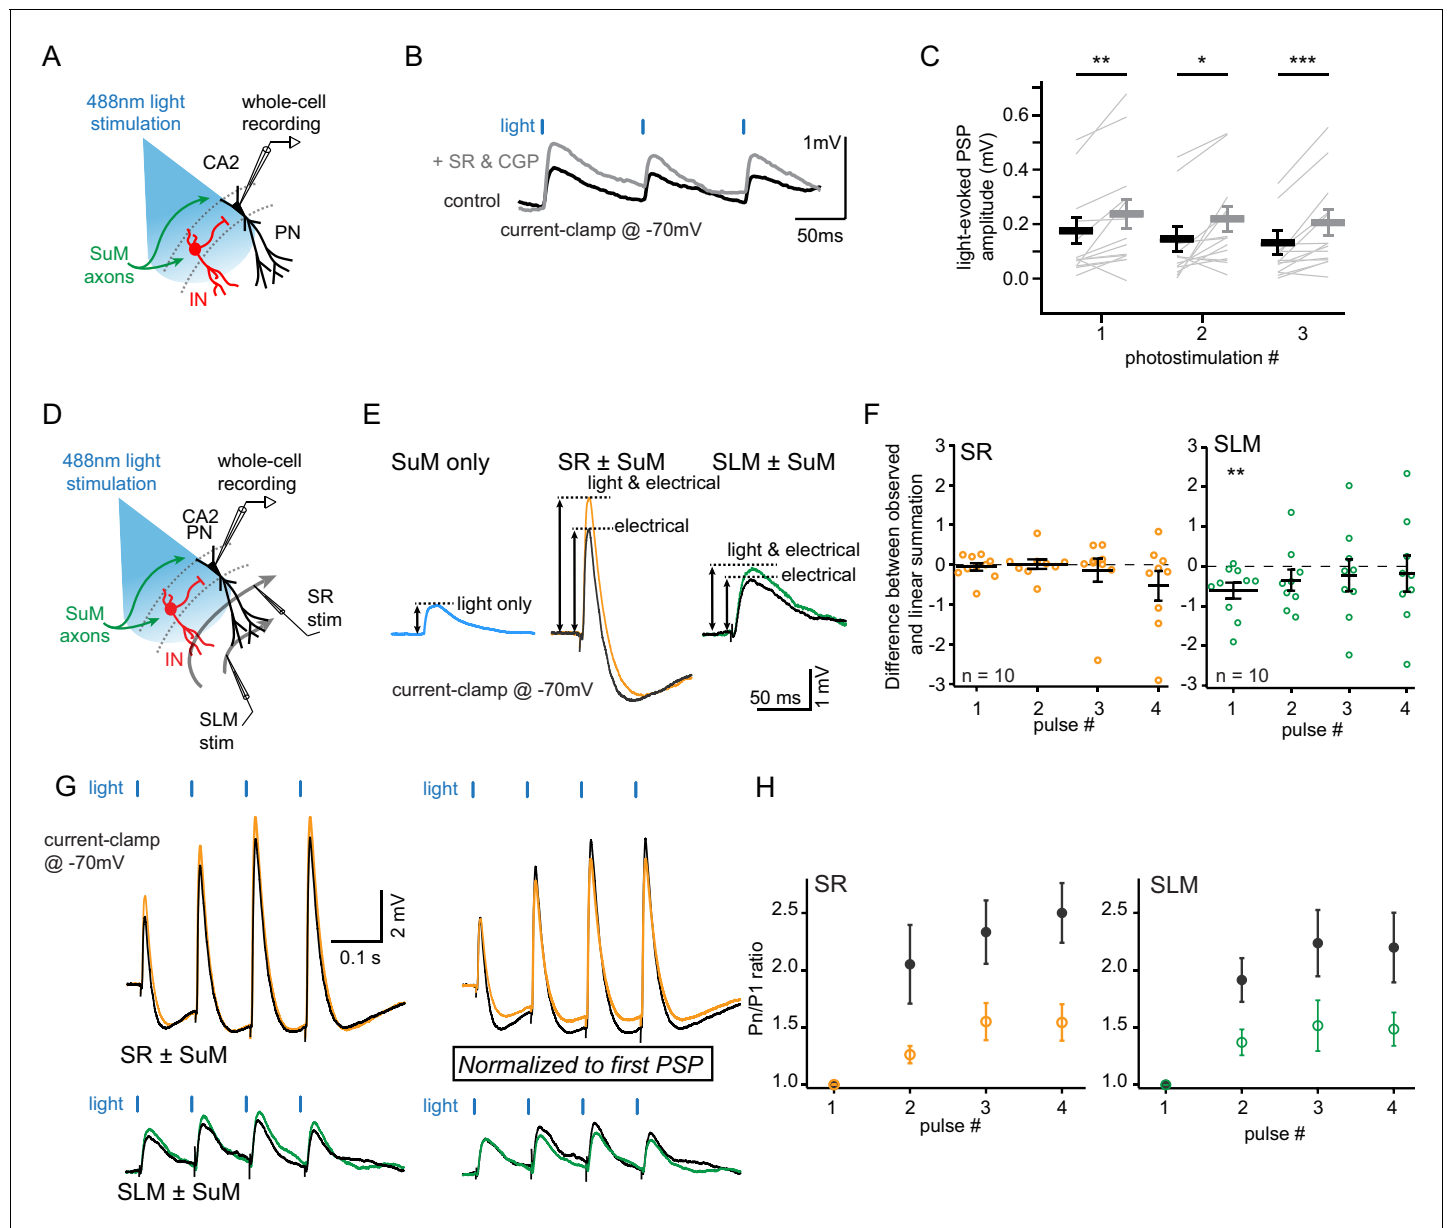 A
488nm light
stimulation
whole-cell
recording
CA2
PN
SuM
axons
IN
B
light
+ SR & CGP
control
current-clamp @ -70mV
1mV
50ms
C
** * ***
light-evoked PSP
amplitude (mV)
0.6
0.4
0.2
0.0
1 2 3
photostimulation #
D
488nm light
stimulation
whole-cell
recording
CA2
PN
SuM
axons
IN
SR
stim
SLM
stim
E
SuM only
SR ± SuM
SLM ± SuM
light & electrical
electrical
light & electrical
electrical
light only
current-clamp @ -70mV
50 ms
1 mV
F
SR
Difference between observed
and linear summation
3
2
1
0
-1
-2
-3
n = 10
1 2 3 4
pulse #
SLM
**
3
2
1
0
-1
-2
-3
n = 10
1 2 3 4
pulse #
G
light
light
current-clamp
@ -70mV
2 mV
0.1 s
SR ± SuM
Normalized to first PSP
light
light
SLM ± SuM
H
SR
Pn/P1 ratio
2.5
2.0
1.5
1.0
1 2 3 4
pulse #
SLM
2.5
2.0
1.5
1.0
1 2 3 4
pulse #